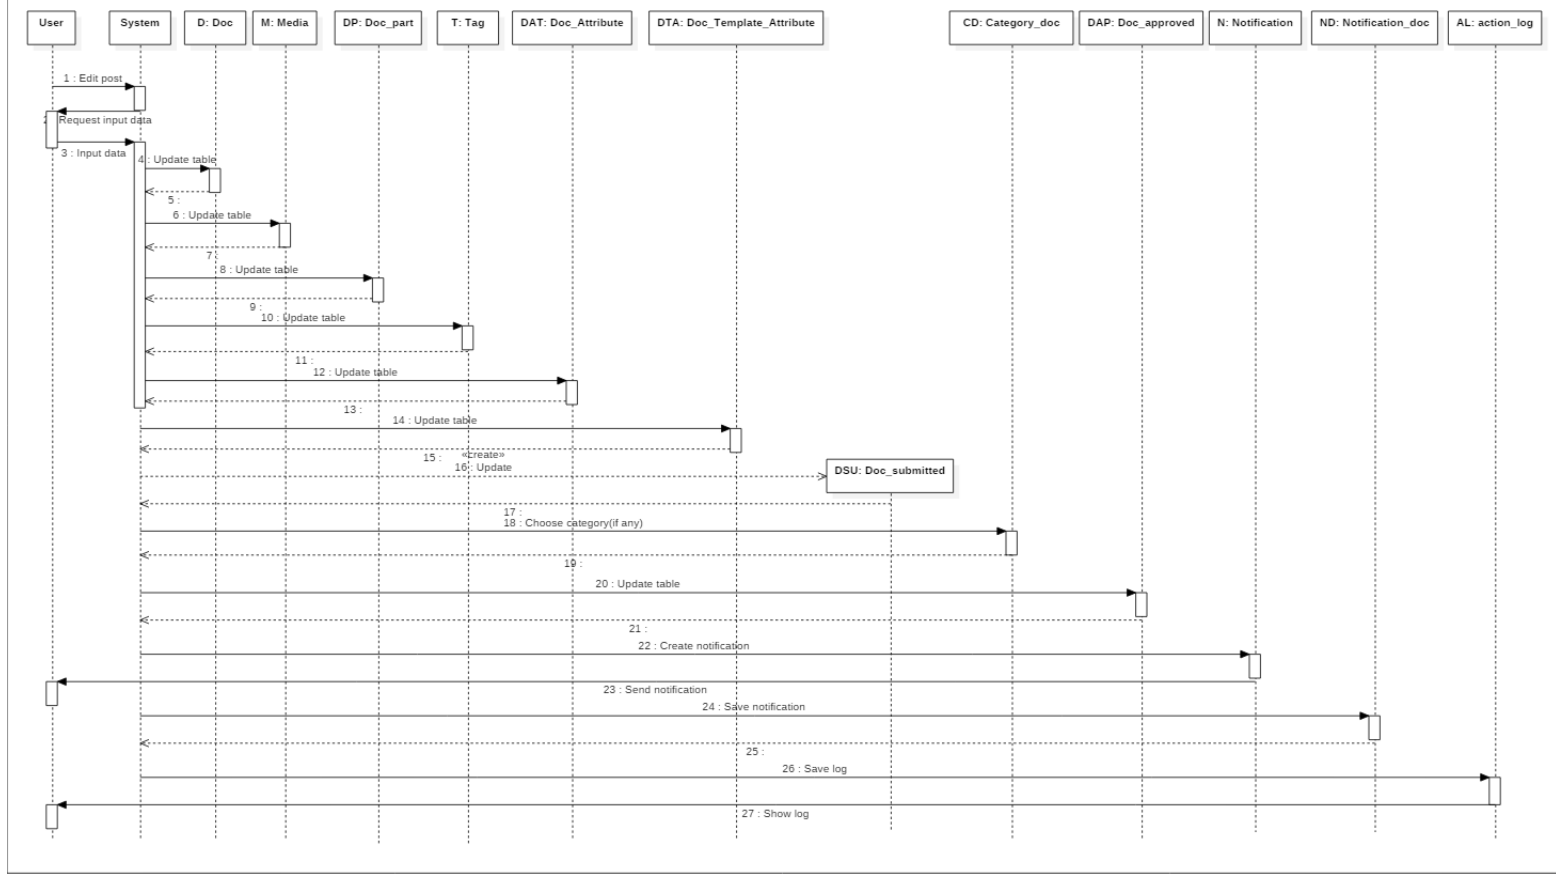 User
System
D: Doc
M: Media
DP: Doc_part
T: Tag
DAT: Doc_Attribute
DTA: Doc_Template_Attribute
CD: Category_doc
DAP: Doc_approved
N: Notification
ND: Notification_doc
AL: action_log
1 : Edit post
2 : Request input data
3 : Input data
4 : Update table
5 :
6 : Update table
7 :
8 : Update table
9 :
10 : Update table
11 :
12 : Update table
13 :
14 : Update table
15 :
«create»
16 : Update
DSU: Doc_submitted
17 :
18 : Choose category(if any)
19 :
20 : Update table
21 :
22 : Create notification
23 : Send notification
24 : Save notification
25 :
26 : Save log
27 : Show log